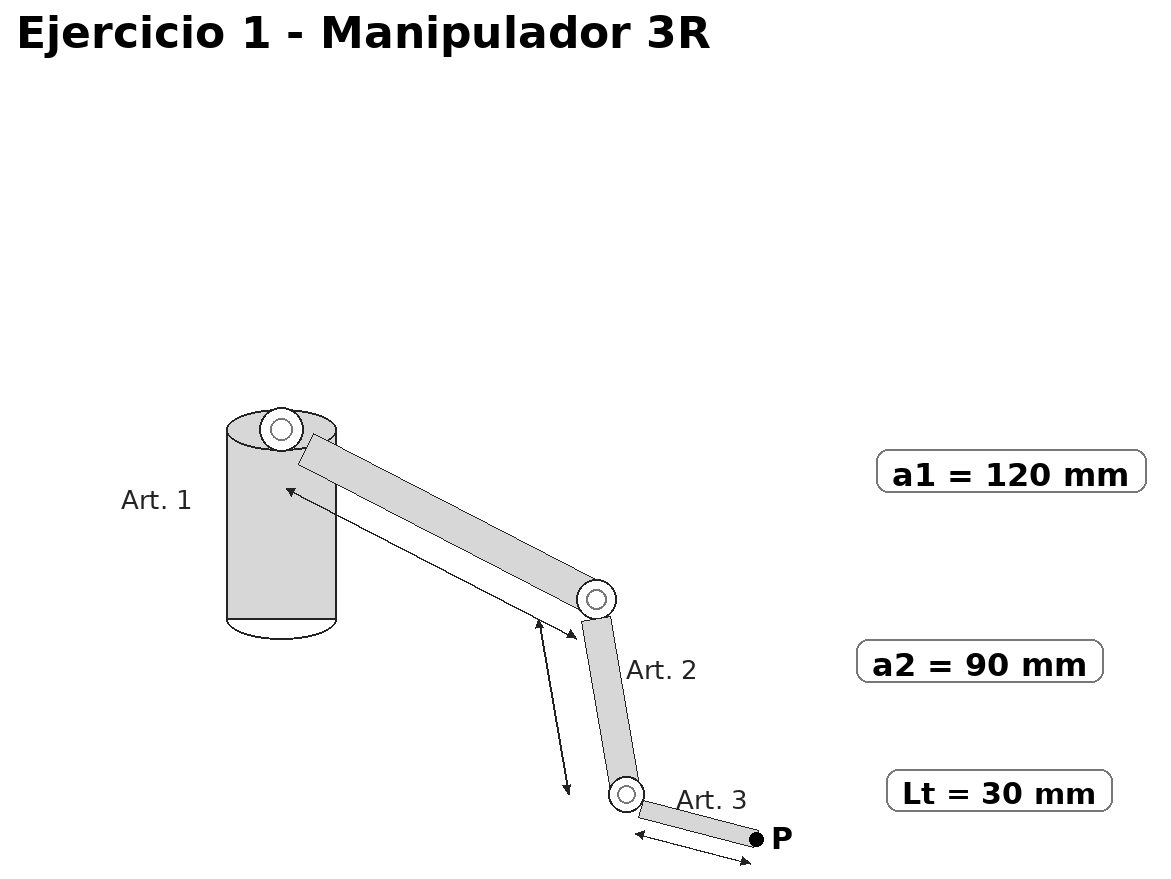 Ejercicio 1 - Manipulador 3R
a1 = 120 mm
Art. 1
Art. 2
a2 = 90 mm
Art. 3
Lt = 30 mm
P